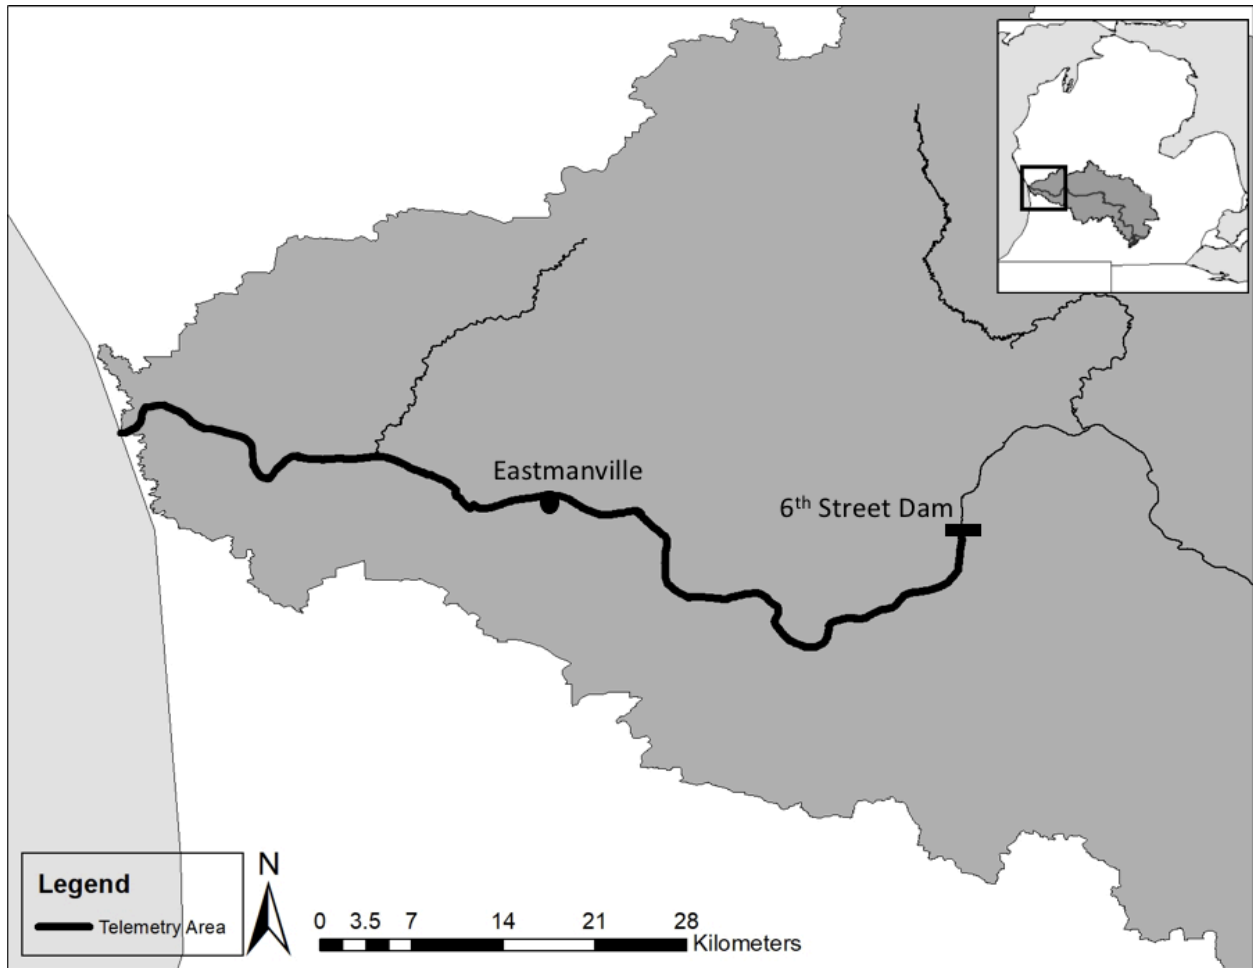 Eastmanville
6th Street Dam
Legend
Telemetry Area
N
0 3.5 7 14 21 28
Kilometers